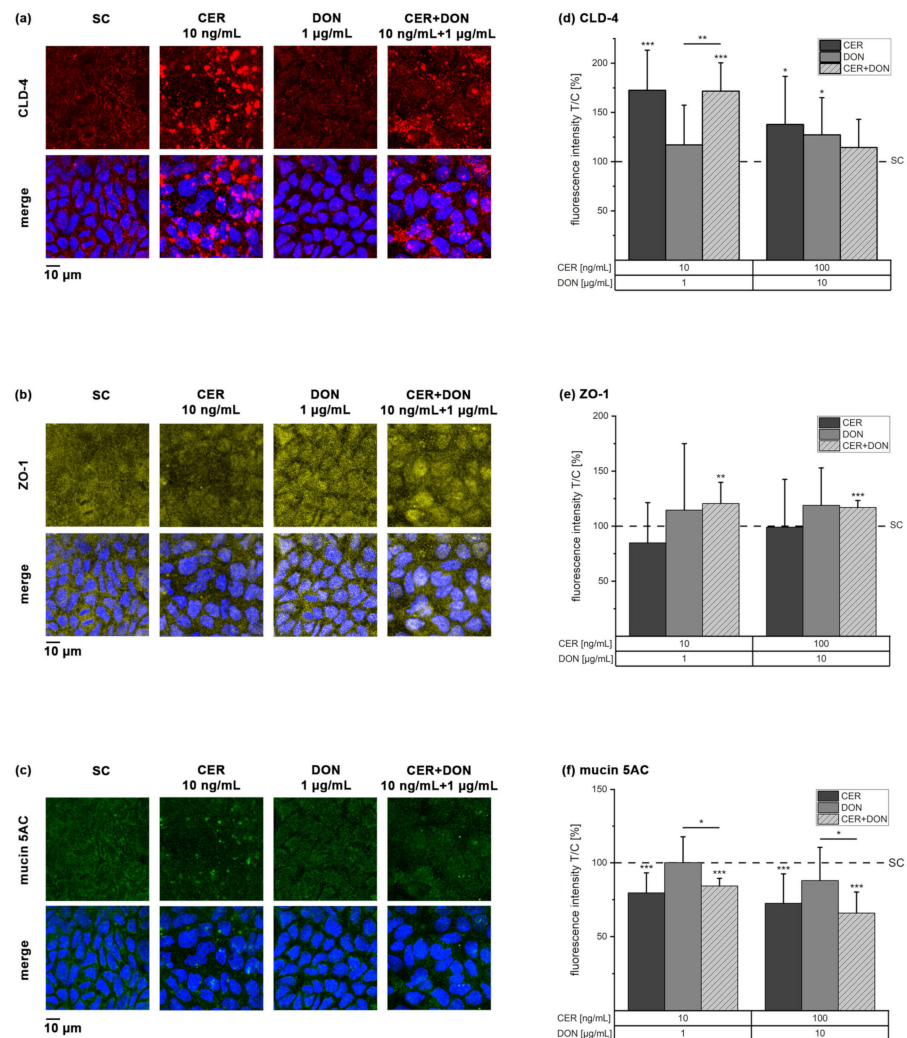 (a)
SC
CER
10 ng/mL
DON
1 µg/mL
CER+DON
10 ng/mL+1 µg/mL
CLD-4
merge
10 µm
(d) CLD-4
fluorescence intensity T/C [%]
200
150
100
50
CER
DON
CER+DON
***
**
***
*
*
SC
CER [ng/mL]
10
100
DON [µg/mL]
1
10
(b)
SC
CER
10 ng/mL
DON
1 µg/mL
CER+DON
10 ng/mL+1 µg/mL
ZO-1
merge
10 µm
(e) ZO-1
fluorescence intensity T/C [%]
200
150
100
50
CER
DON
CER+DON
**
***
SC
CER [ng/mL]
10
100
DON [µg/mL]
1
10
(c)
SC
CER
10 ng/mL
DON
1 µg/mL
CER+DON
10 ng/mL+1 µg/mL
mucin 5AC
merge
10 µm
(f) mucin 5AC
fluorescence intensity T/C [%]
150
100
50
CER
DON
CER+DON
***
*
***
***
*
***
SC
CER [ng/mL]
10
100
DON [µg/mL]
1
10